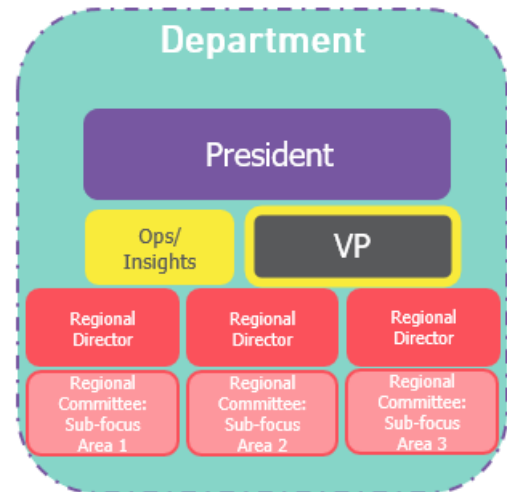 Department
President
Ops/
Insights
VP
Regional
Director
Regional
Director
Regional
Director
Regional
Committee:
Sub-focus
Area 1
Regional
Committee:
Sub-focus
Area 2
Regional
Committee:
Sub-focus
Area 3